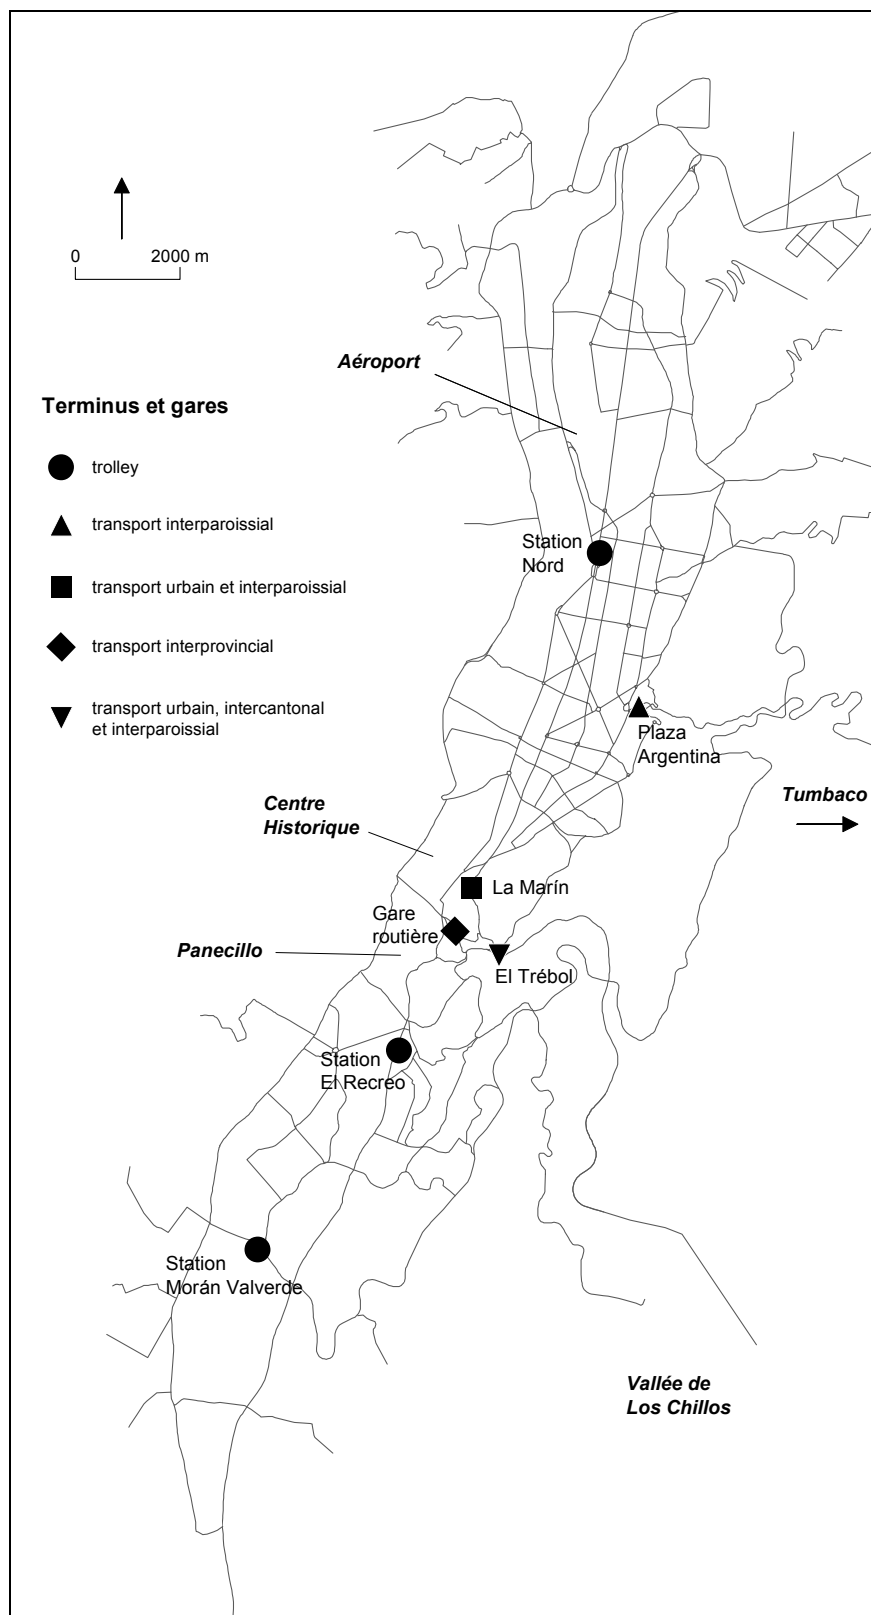 0 2000 m
Aéroport
Terminus et gares
trolley
transport interparoissial
transport urbain et interparoissial
transport interprovincial
transport urbain, intercantonal
et interparoissial
Station
Nord
Plaza
Argentina
Tumbaco
Centre
Historique
La Marín
Gare
routière
Panecillo
El Trébol
Station
El Recreo
Station
Morán Valverde
Vallée de
Los Chillos